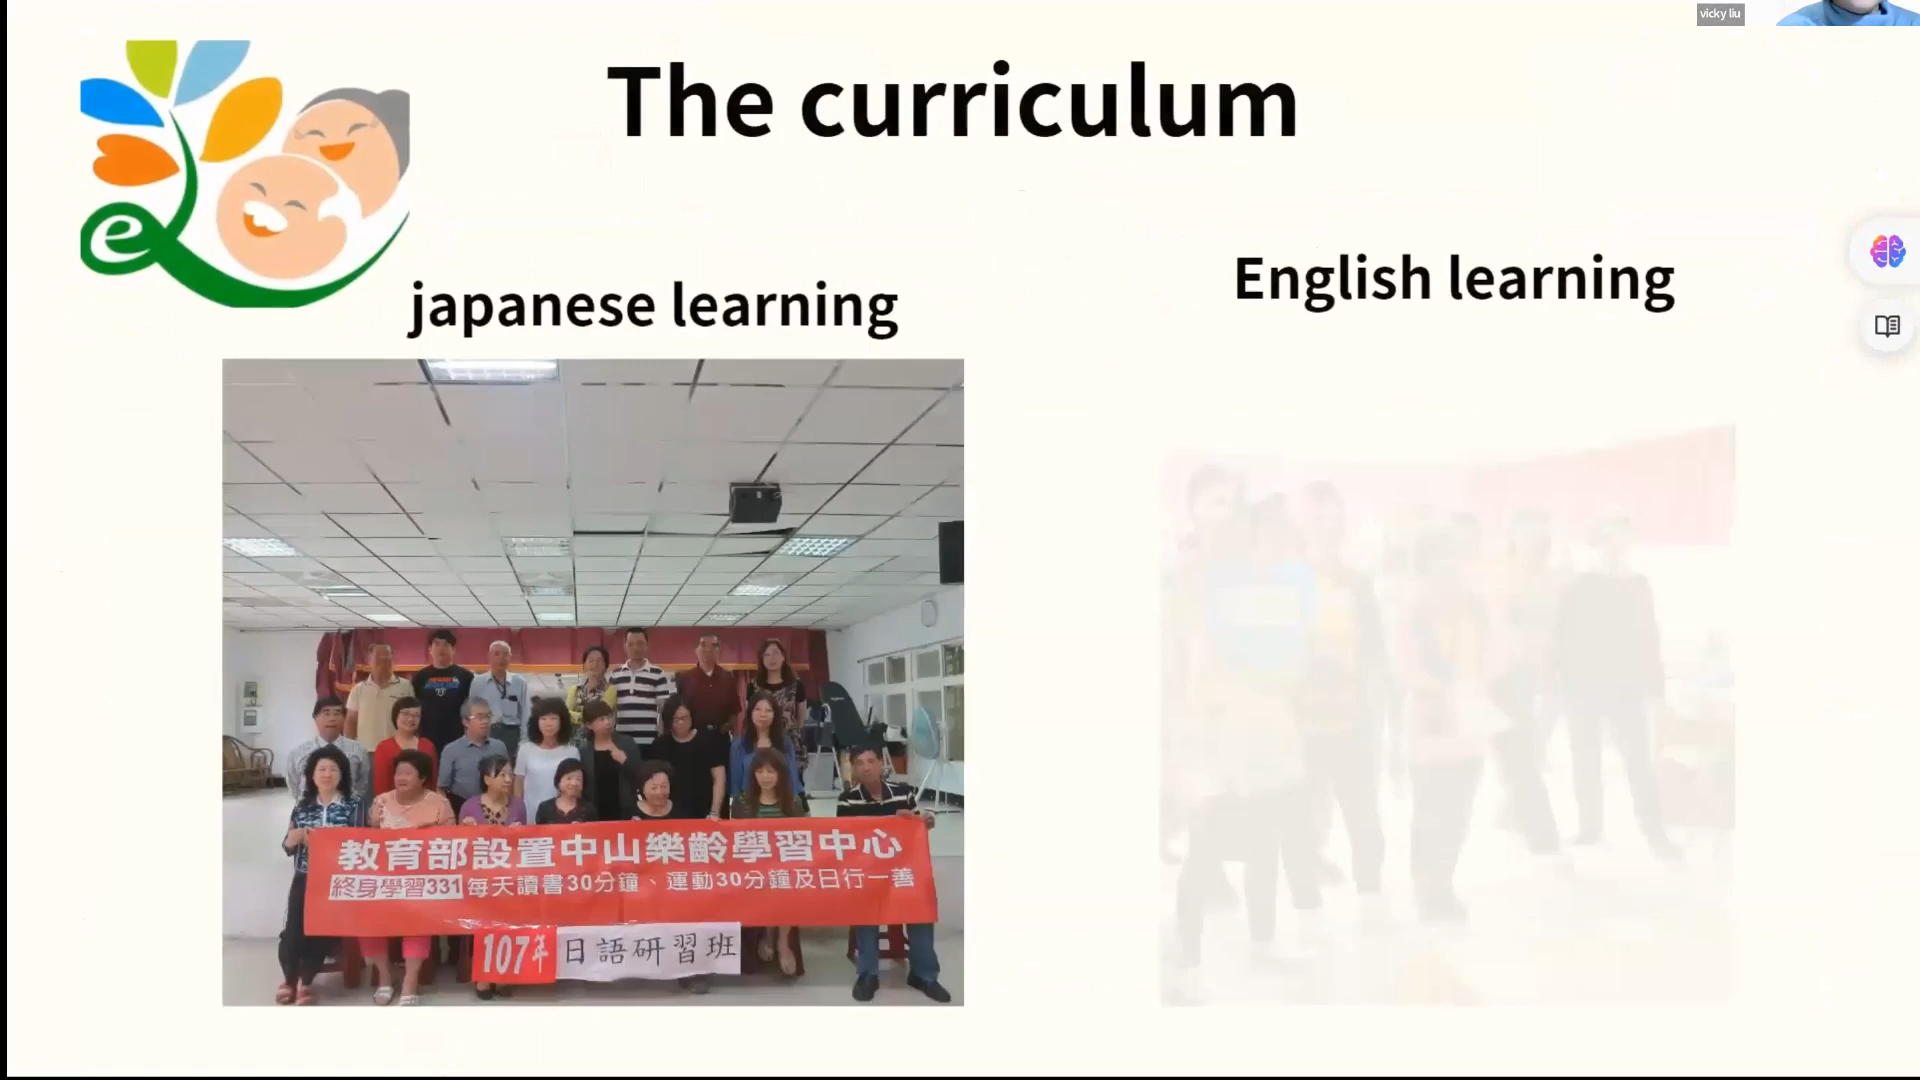 vicky liu
The curriculum
e
japanese learning
English learning
教育部設置中山樂齡學習中心
終身學習331 每天讀書30分鐘、運動30分鐘及日行一善
107年 日語研習班